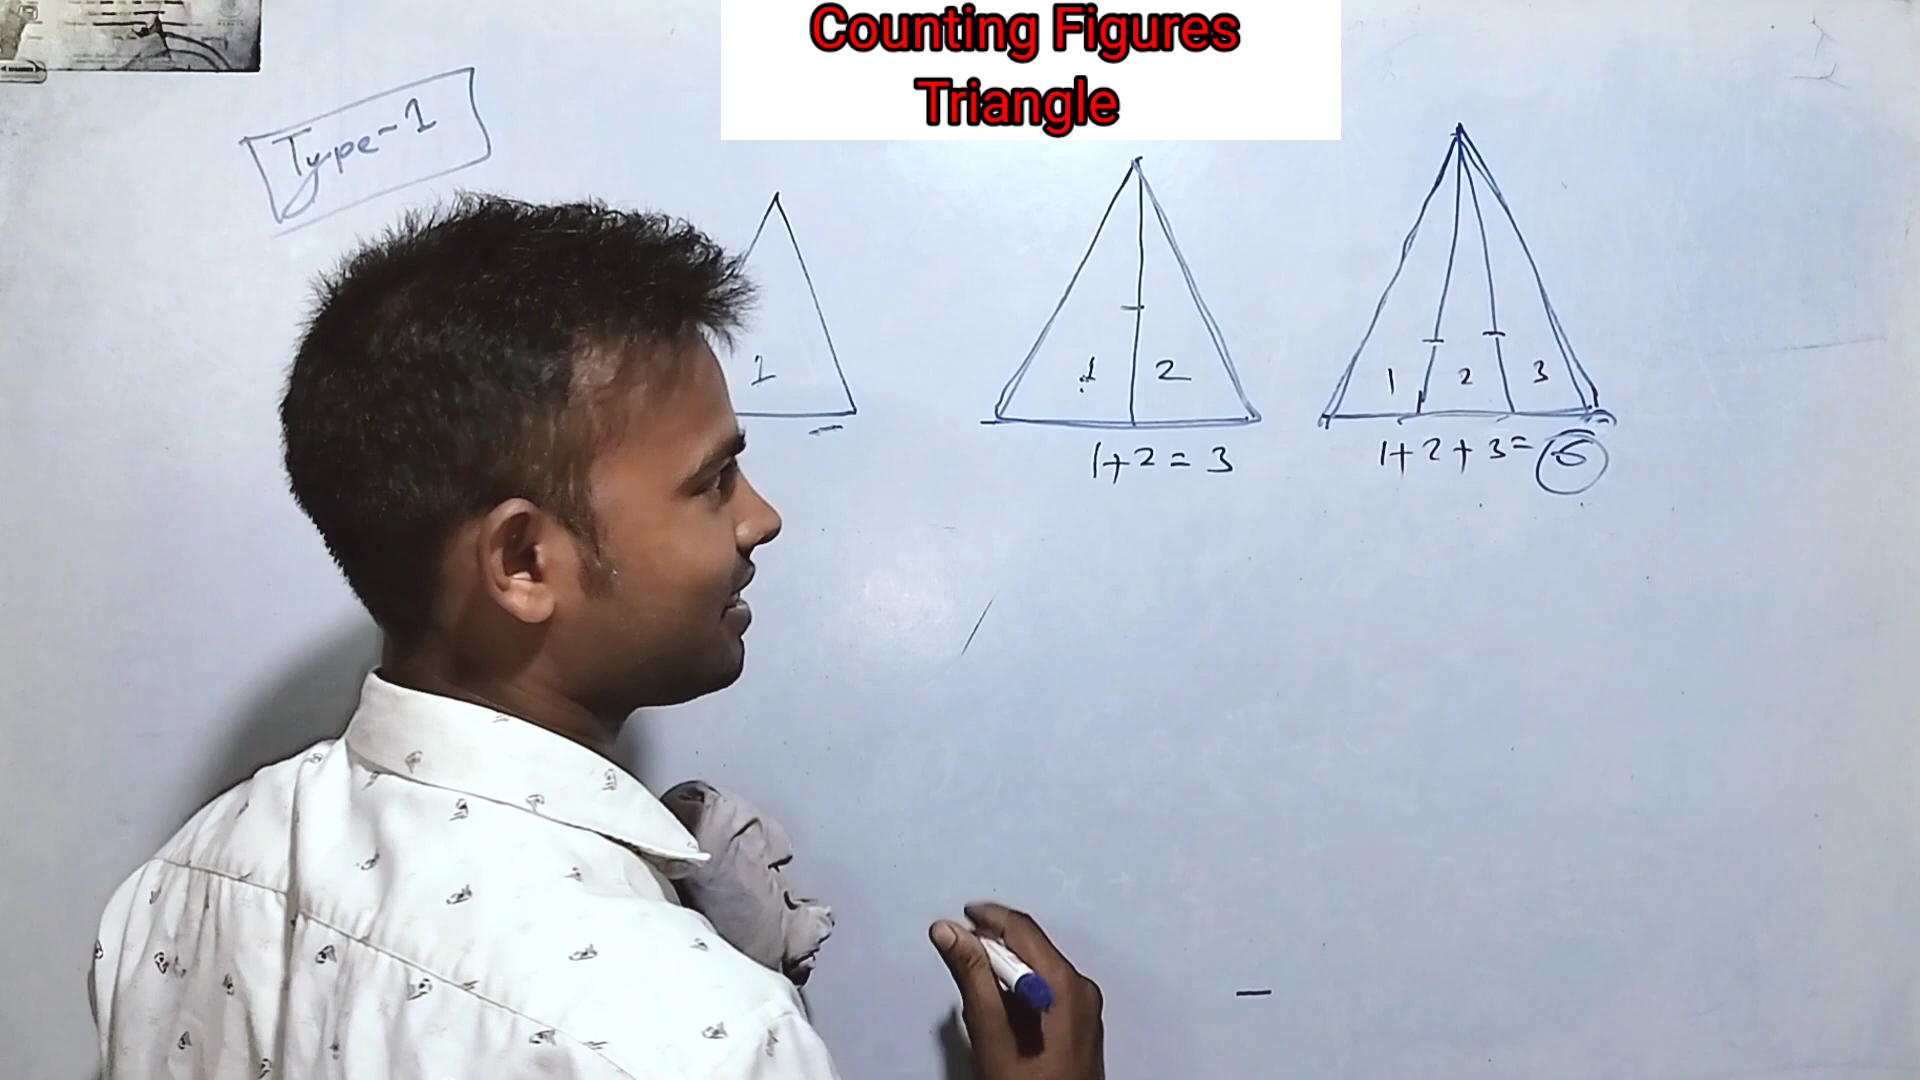 Counting Figures
Triangle
Type-1
1
1 2
1+2=3
1 2 3
1+2+3=6